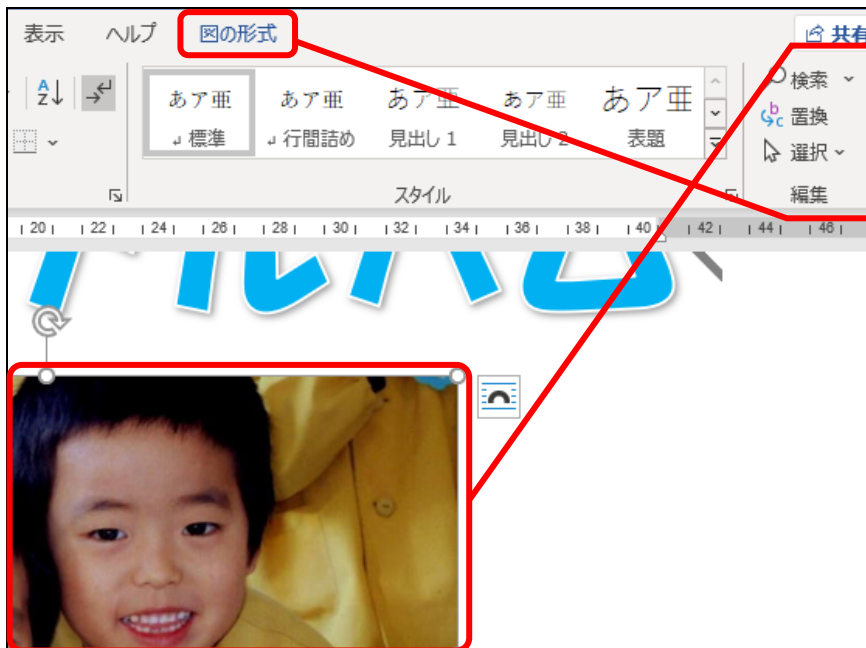 表示 ヘルプ 図の形式 共有
検索
あア亜 あア亜 あア亜 あア亜 あア亜
置換
↲ 標準 ↲ 行間詰め 見出し 1 見出し 2 表題
選択
スタイル 編集
20 22 24 26 28 30 32 34 36 38 40 42 44 46